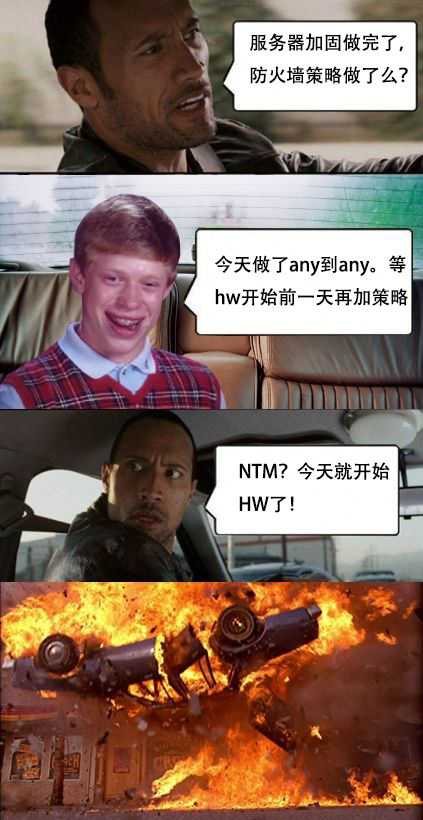 服务器加固做完了,
防火墙策略做了么?
今天做了any到any。等
hw开始前一天再加策略
NTM? 今天就开始
HW了!